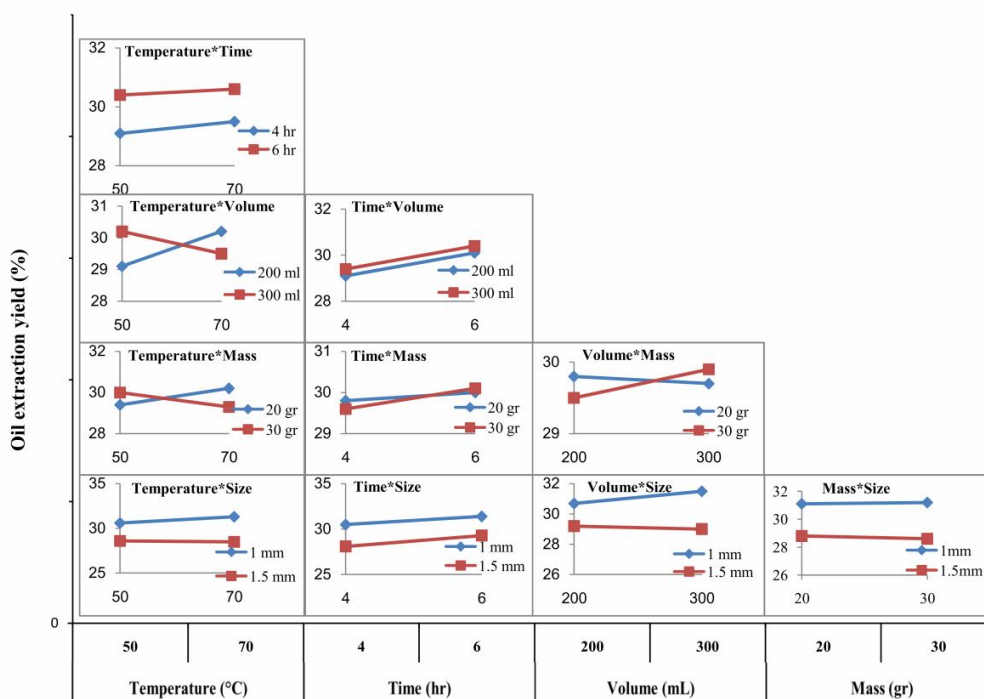 Oil extraction yield (%)
Temperature*Time
32
30
28
50
70
4 hr
6 hr
Temperature*Volume
31
30
29
28
50
70
200 ml
300 ml
Time*Volume
32
30
28
4
6
200 ml
300 ml
Temperature*Mass
32
30
28
50
70
20 gr
30 gr
Time*Mass
31
30
29
4
6
20 gr
30 gr
Volume*Mass
30
29
200
300
20 gr
30 gr
Temperature*Size
35
30
25
50
70
1 mm
1.5 mm
Time*Size
35
30
25
4
6
1 mm
1.5 mm
Volume*Size
32
30
28
26
200
300
1 mm
1.5 mm
Mass*Size
32
30
28
26
20
30
1mm
1.5mm
0
50 70 4 6 200 300 20 30
Temperature (°C) Time (hr) Volume (mL) Mass (gr)